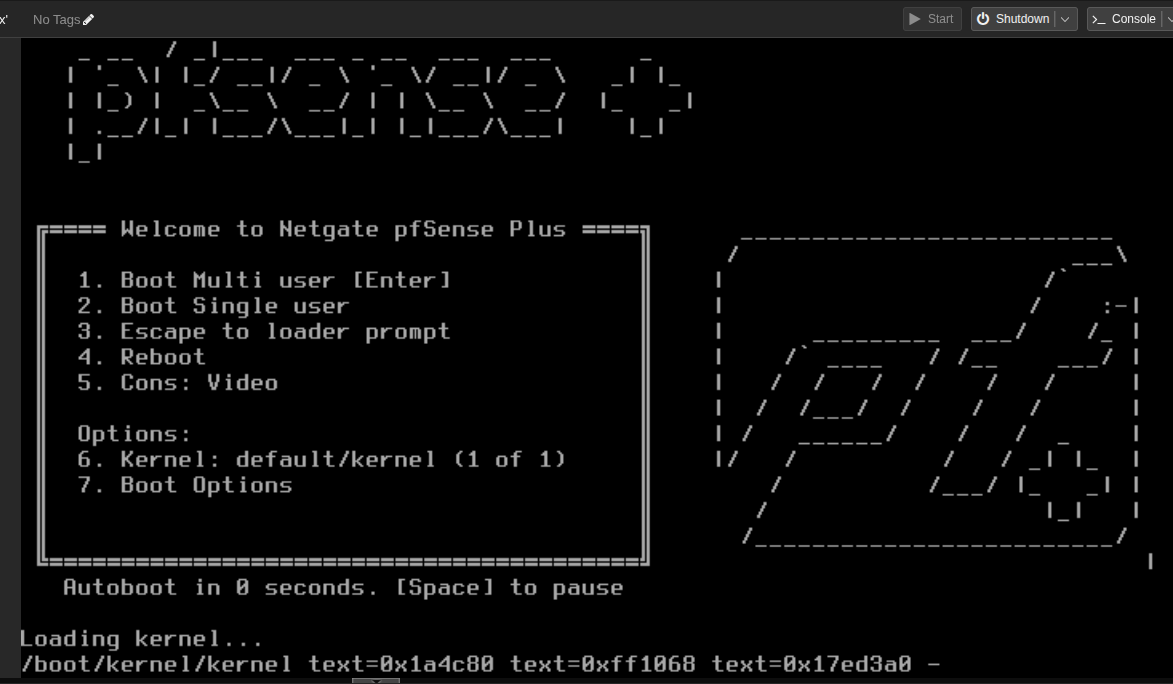 x' No Tags Start Shutdown Console
pfsense +
Welcome to Netgate pfSense Plus
1. Boot Multi user [Enter]
2. Boot Single user
3. Escape to loader prompt
4. Reboot
5. Cons: Video
Options:
6. Kernel: default/kernel (1 of 1)
7. Boot Options
pf+
Autoboot in 0 seconds. [Space] to pause
Loading kernel...
/boot/kernel/kernel text=0x1a4c80 text=0xff1068 text=0x17ed3a0 -